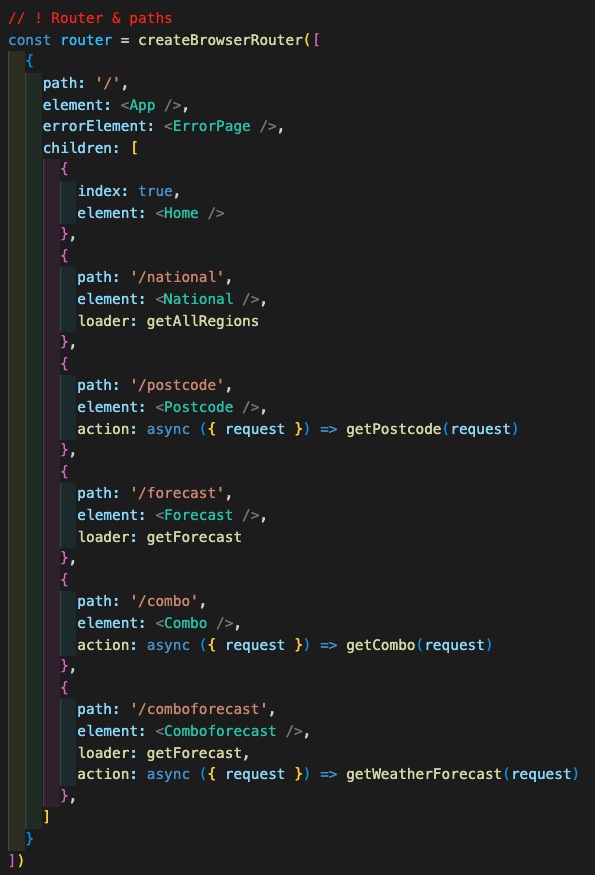 // ! Router & paths
const router = createBrowserRouter([
  {
    path: '/',
    element: <App />,
    errorElement: <ErrorPage />,
    children: [
      {
        index: true,
        element: <Home />
      },
      {
        path: '/national',
        element: <National />,
        loader: getAllRegions
      },
      {
        path: '/postcode',
        element: <Postcode />,
        action: async ({ request }) => getPostcode(request)
      },
      {
        path: '/forecast',
        element: <Forecast />,
        loader: getForecast
      },
      {
        path: '/combo',
        element: <Combo />,
        action: async ({ request }) => getCombo(request)
      },
      {
        path: '/comboforecast',
        element: <Comboforecast />,
        loader: getForecast,
        action: async ({ request }) => getWeatherForecast(request)
      },
    ]
  }
])